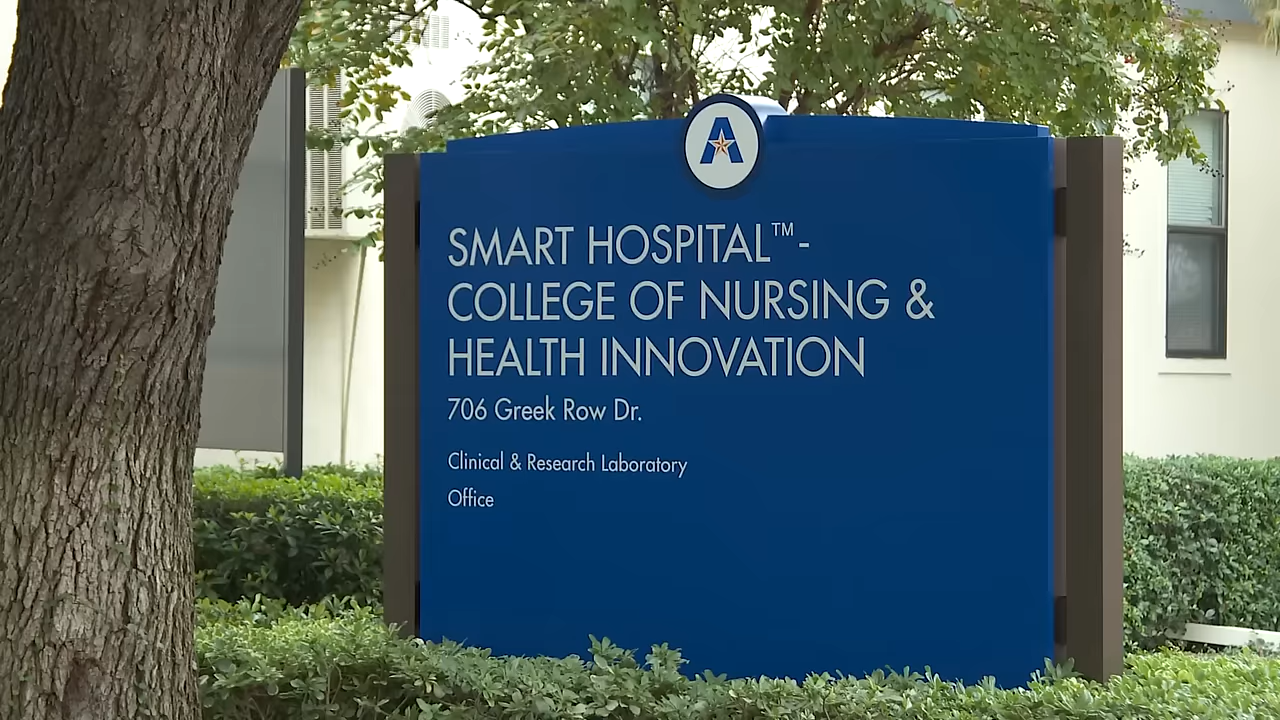 A
SMART HOSPITAL™ -
COLLEGE OF NURSING &
HEALTH INNOVATION
706 Greek Row Dr.
Clinical & Research Laboratory
Office